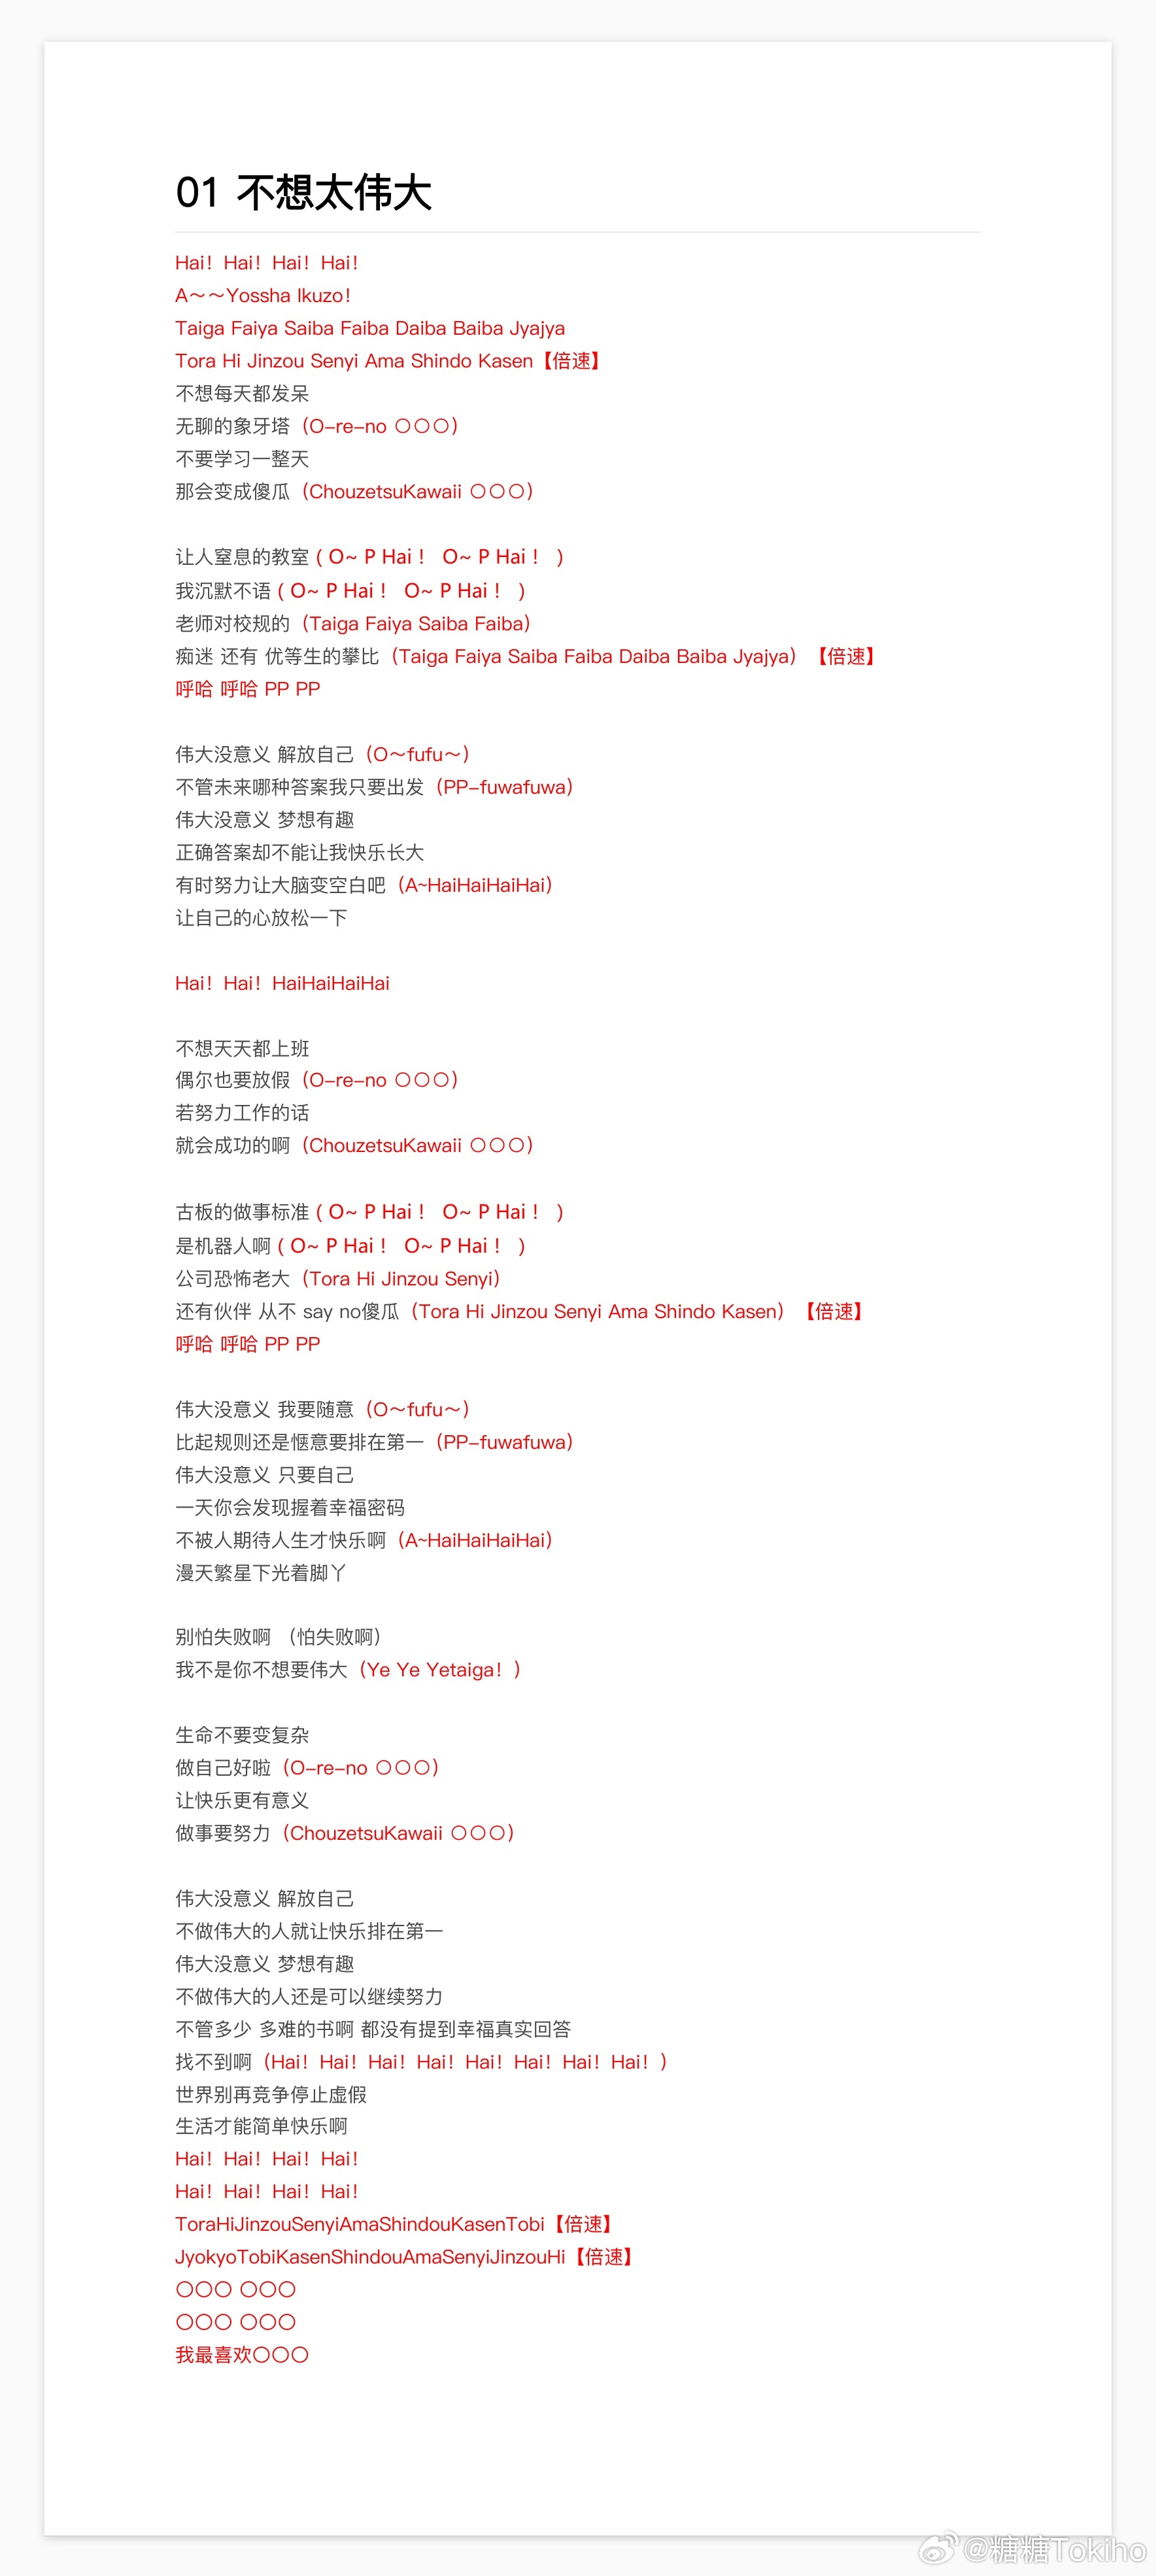 01 不想太伟大
Hai！Hai！Hai！Hai！
A～～Yossha Ikuzo！
Taiga Faiya Saiba Faiba Daiba Baiba Jyajya
Tora Hi Jinzou Senyi Ama Shindo Kasen【倍速】
不想每天都发呆
无聊的象牙塔（O-re-no 〇〇〇）
不要学习一整天
那会变成傻瓜（ChouzetsuKawaii 〇〇〇）
让人窒息的教室 ( O~ P Hai！ O~ P Hai！ )
我沉默不语 ( O~ P Hai！ O~ P Hai！ )
老师对校规的（Taiga Faiya Saiba Faiba）
痴迷 还有 优等生的攀比（Taiga Faiya Saiba Faiba Daiba Baiba Jyajya）【倍速】
呼哈 呼哈 PP PP
伟大没意义 解放自己（O～fufu～）
不管未来哪种答案我只要出发（PP-fuwafuwa）
伟大没意义 梦想有趣
正确答案却不能让我快乐长大
有时努力让大脑变空白吧（A~HaiHaiHaiHai）
让自己的心放松一下
Hai！Hai！HaiHaiHaiHai
不想天天都上班
偶尔也要放假（O-re-no 〇〇〇）
若努力工作的话
就会成功的啊（ChouzetsuKawaii 〇〇〇）
古板的做事标准 ( O~ P Hai！ O~ P Hai！ )
是机器人啊 ( O~ P Hai！ O~ P Hai！ )
公司恐怖老大（Tora Hi Jinzou Senyi）
还有伙伴 从不 say no傻瓜（Tora Hi Jinzou Senyi Ama Shindo Kasen）【倍速】
呼哈 呼哈 PP PP
伟大没意义 我要随意（O～fufu～）
比起规则还是惬意要排在第一（PP-fuwafuwa）
伟大没意义 只要自己
一天你会发现握着幸福密码
不被人期待人生才快乐啊（A~HaiHaiHaiHai）
漫天繁星下光着脚丫
别怕失败啊 （怕失败啊）
我不是你不想要伟大（Ye Ye Yetaiga！）
生命不要变复杂
做自己好啦（O-re-no 〇〇〇）
让快乐更有意义
做事要努力（ChouzetsuKawaii 〇〇〇）
伟大没意义 解放自己
不做伟大的人就让快乐排在第一
伟大没意义 梦想有趣
不做伟大的人还是可以继续努力
不管多少 多难的书啊 都没有提到幸福真实回答
找不到啊（Hai！Hai！Hai！Hai！Hai！Hai！Hai！Hai！）
世界别再竞争停止虚假
生活才能简单快乐啊
Hai！Hai！Hai！Hai！
Hai！Hai！Hai！Hai！
ToraHiJinzouSenyiAmaShindouKasenTobi【倍速】
JyokyoTobiKasenShindouAmaSenyiJinzouHi【倍速】
〇〇〇 〇〇〇
〇〇〇 〇〇〇
我最喜欢〇〇〇
@糖糖Tokiho